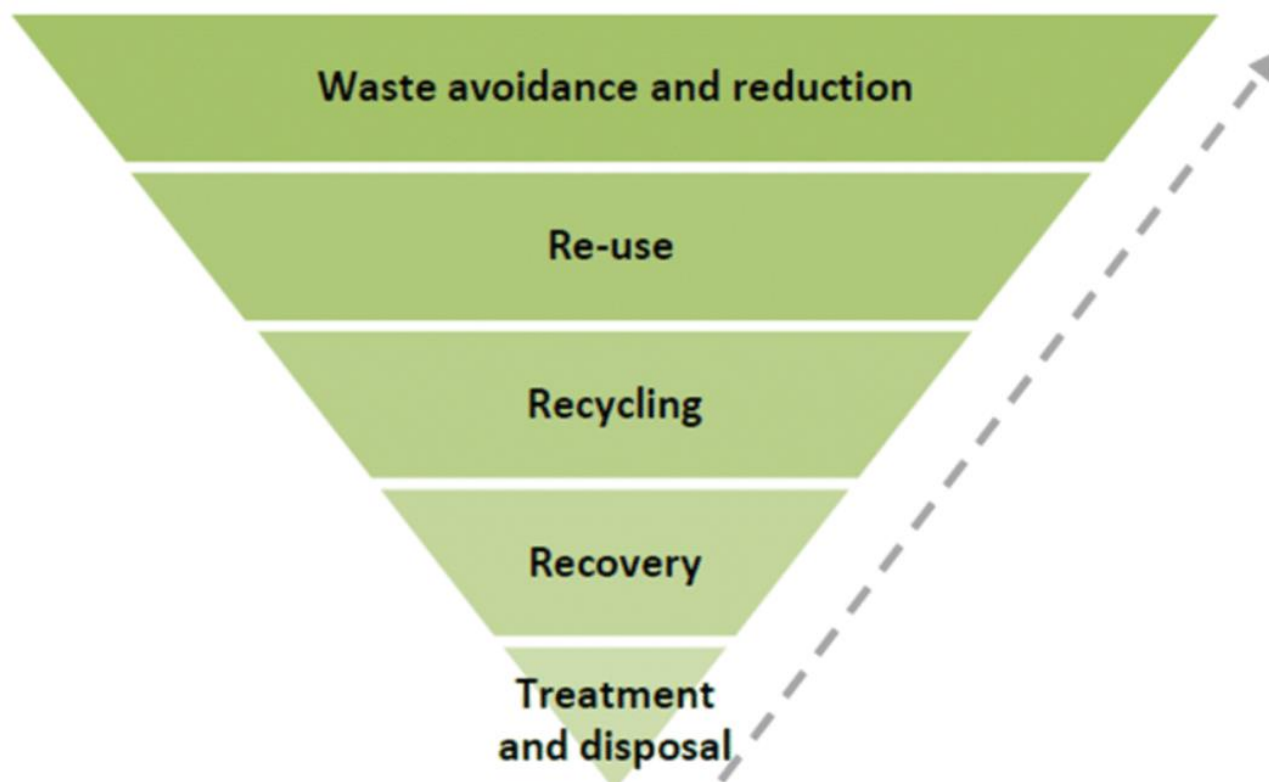 Waste avoidance and reduction
Re-use
Recycling
Recovery
Treatment
and disposal